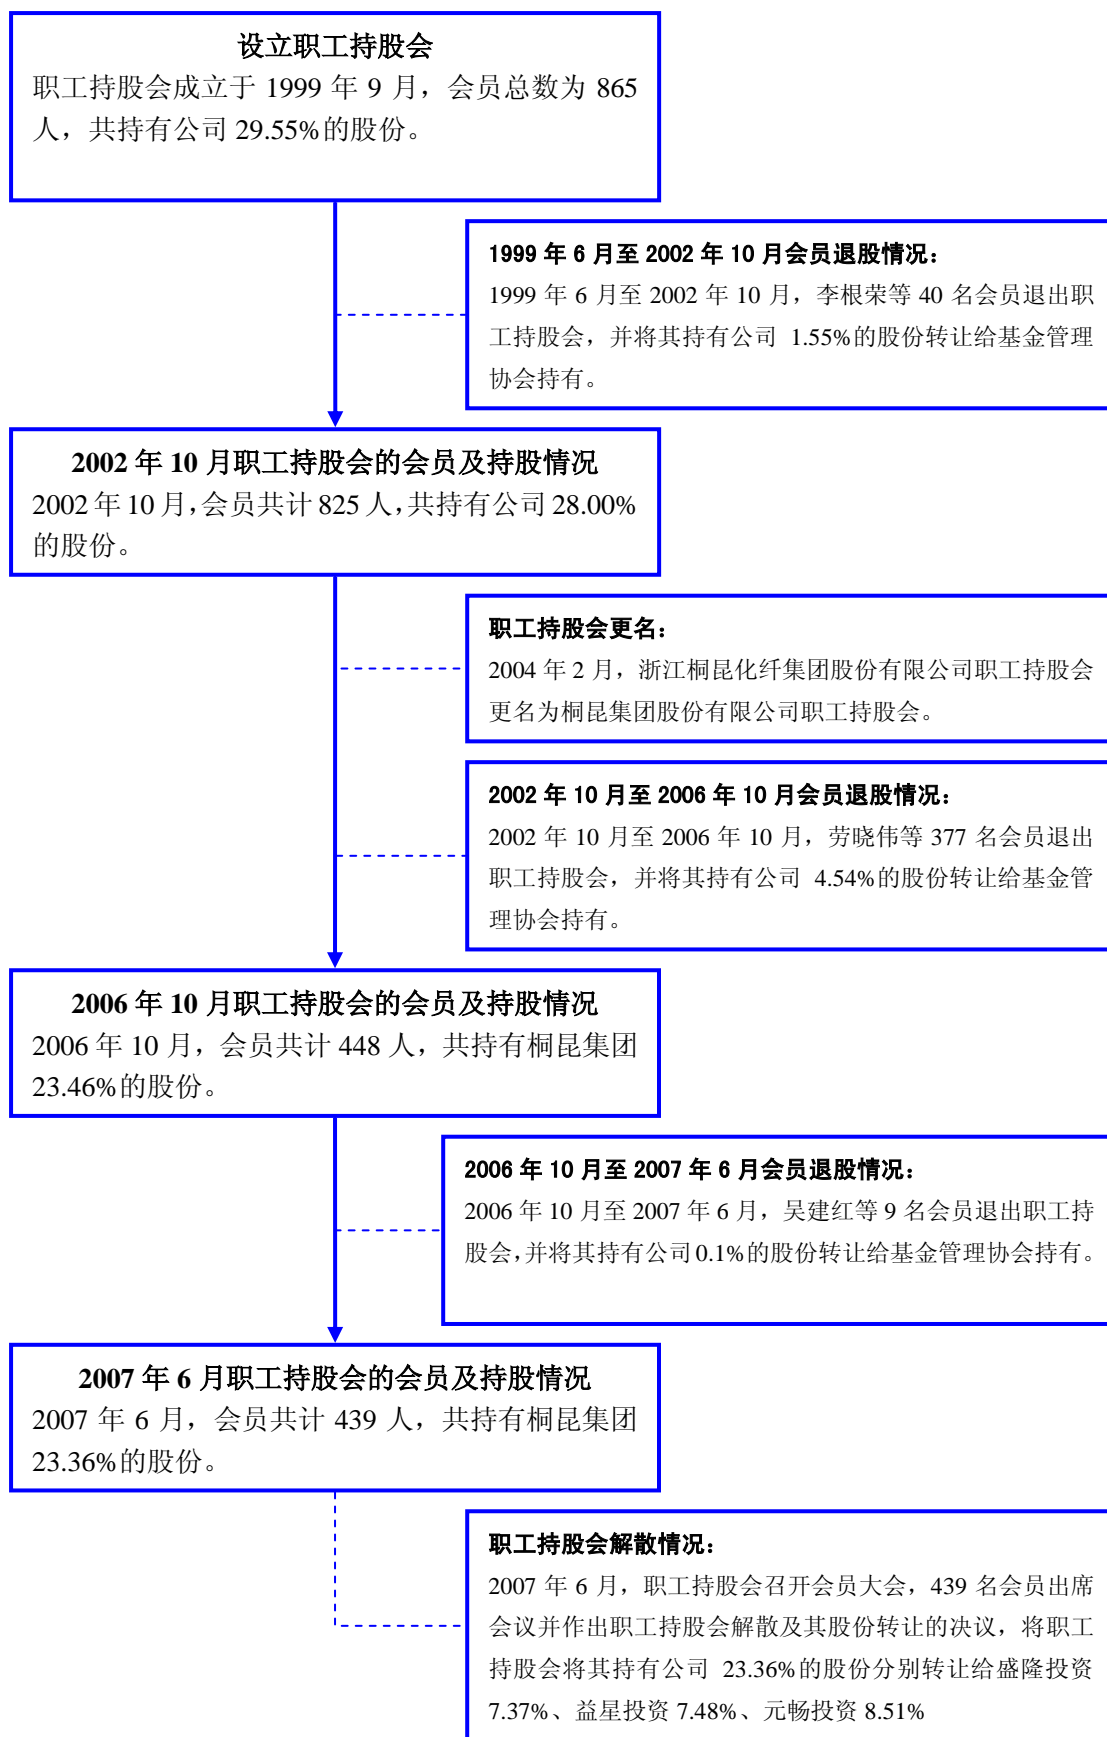 设立职工持股会
职工持股会成立于 1999 年 9 月，会员总数为 865
人，共持有公司 29.55%的股份。
1999 年 6 月至 2002 年 10 月会员退股情况：
1999 年 6 月至 2002 年 10 月，李根荣等 40 名会员退出职
工持股会，并将其持有公司 1.55%的股份转让给基金管理
协会持有。
2002 年 10 月职工持股会的会员及持股情况
2002 年 10 月，会员共计 825 人，共持有公司 28.00%
的股份。
职工持股会更名：
2004 年 2 月，浙江桐昆化纤集团股份有限公司职工持股会
更名为桐昆集团股份有限公司职工持股会。
2002 年 10 月至 2006 年 10 月会员退股情况：
2002 年 10 月至 2006 年 10 月，劳晓伟等 377 名会员退出
职工持股会，并将其持有公司 4.54%的股份转让给基金管
理协会持有。
2006 年 10 月职工持股会的会员及持股情况
2006 年 10 月，会员共计 448 人，共持有桐昆集团
23.46%的股份。
2006 年 10 月至 2007 年 6 月会员退股情况：
2006 年 10 月至 2007 年 6 月，吴建红等 9 名会员退出职工持
股会，并将其持有公司 0.1%的股份转让给基金管理协会持有。
2007 年 6 月职工持股会的会员及持股情况
2007 年 6 月，会员共计 439 人，共持有桐昆集团
23.36%的股份。
职工持股会解散情况：
2007 年 6 月，职工持股会召开会员大会，439 名会员出席
会议并作出职工持股会解散及其股份转让的决议，将职工
持股会将其持有公司 23.36%的股份分别转让给盛隆投资
7.37%、益星投资 7.48%、元畅投资 8.51%